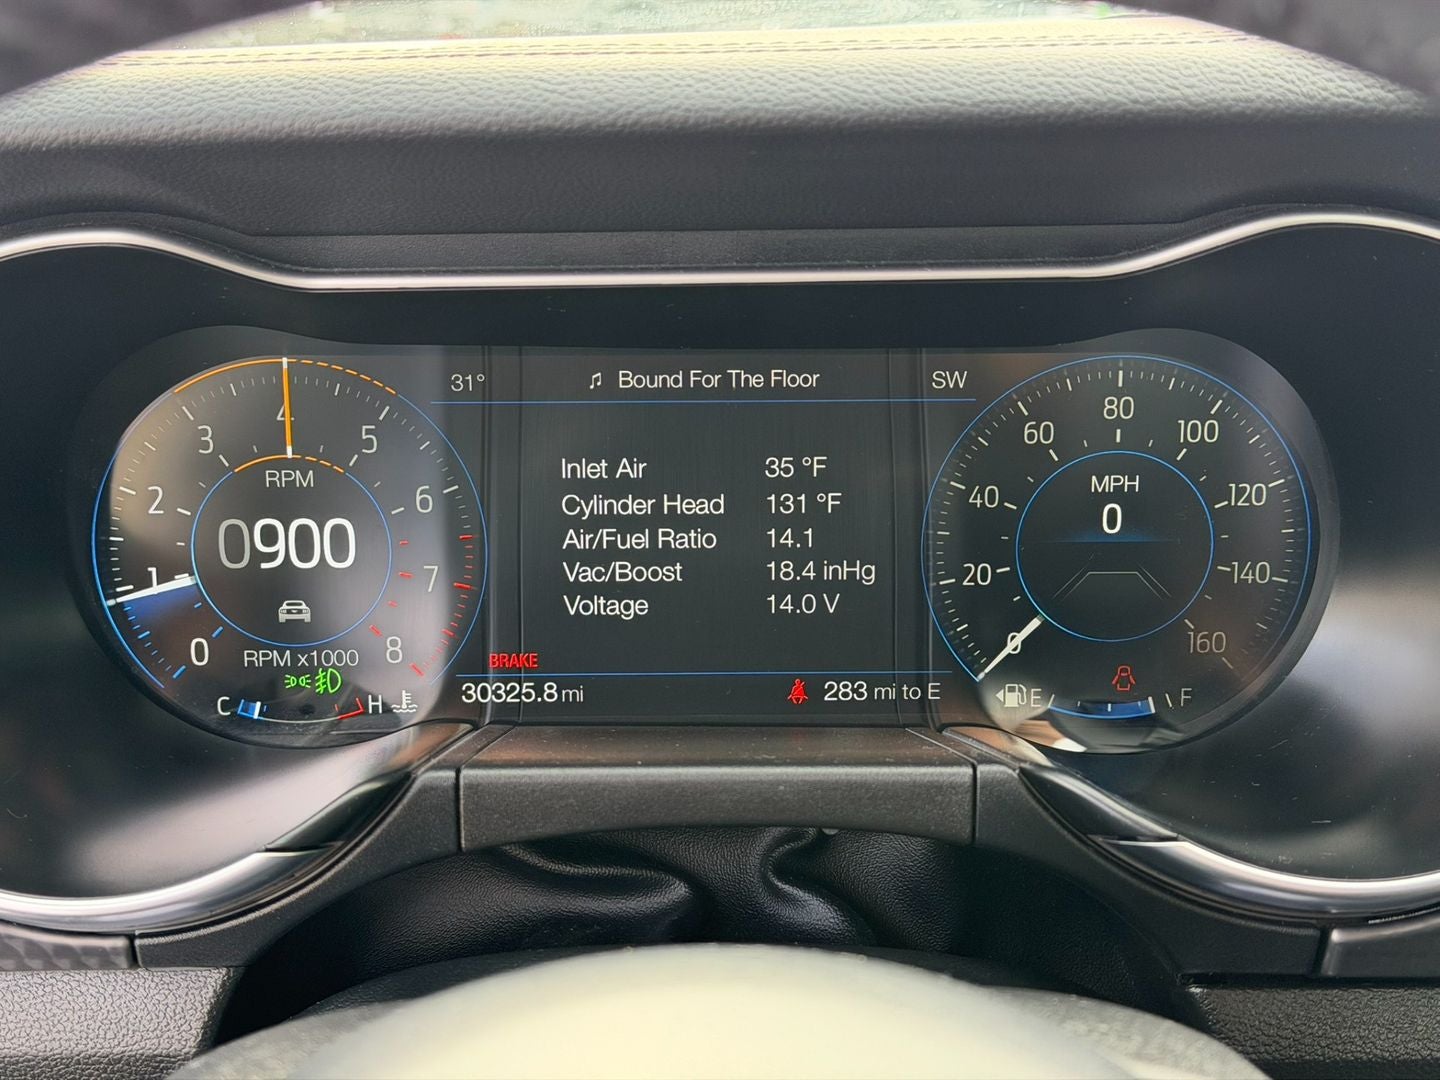 31°
♫ Bound For The Floor
SW
0
1
2
3
4
5
6
7
8
RPM
0900
RPM x1000
C
H
Inlet Air 35 °F
Cylinder Head 131 °F
Air/Fuel Ratio 14.1
Vac/Boost 18.4 inHg
Voltage 14.0 V
BRAKE
30325.8 mi
283 mi to E
0
20
40
60
80
100
120
140
160
MPH
0
E
F